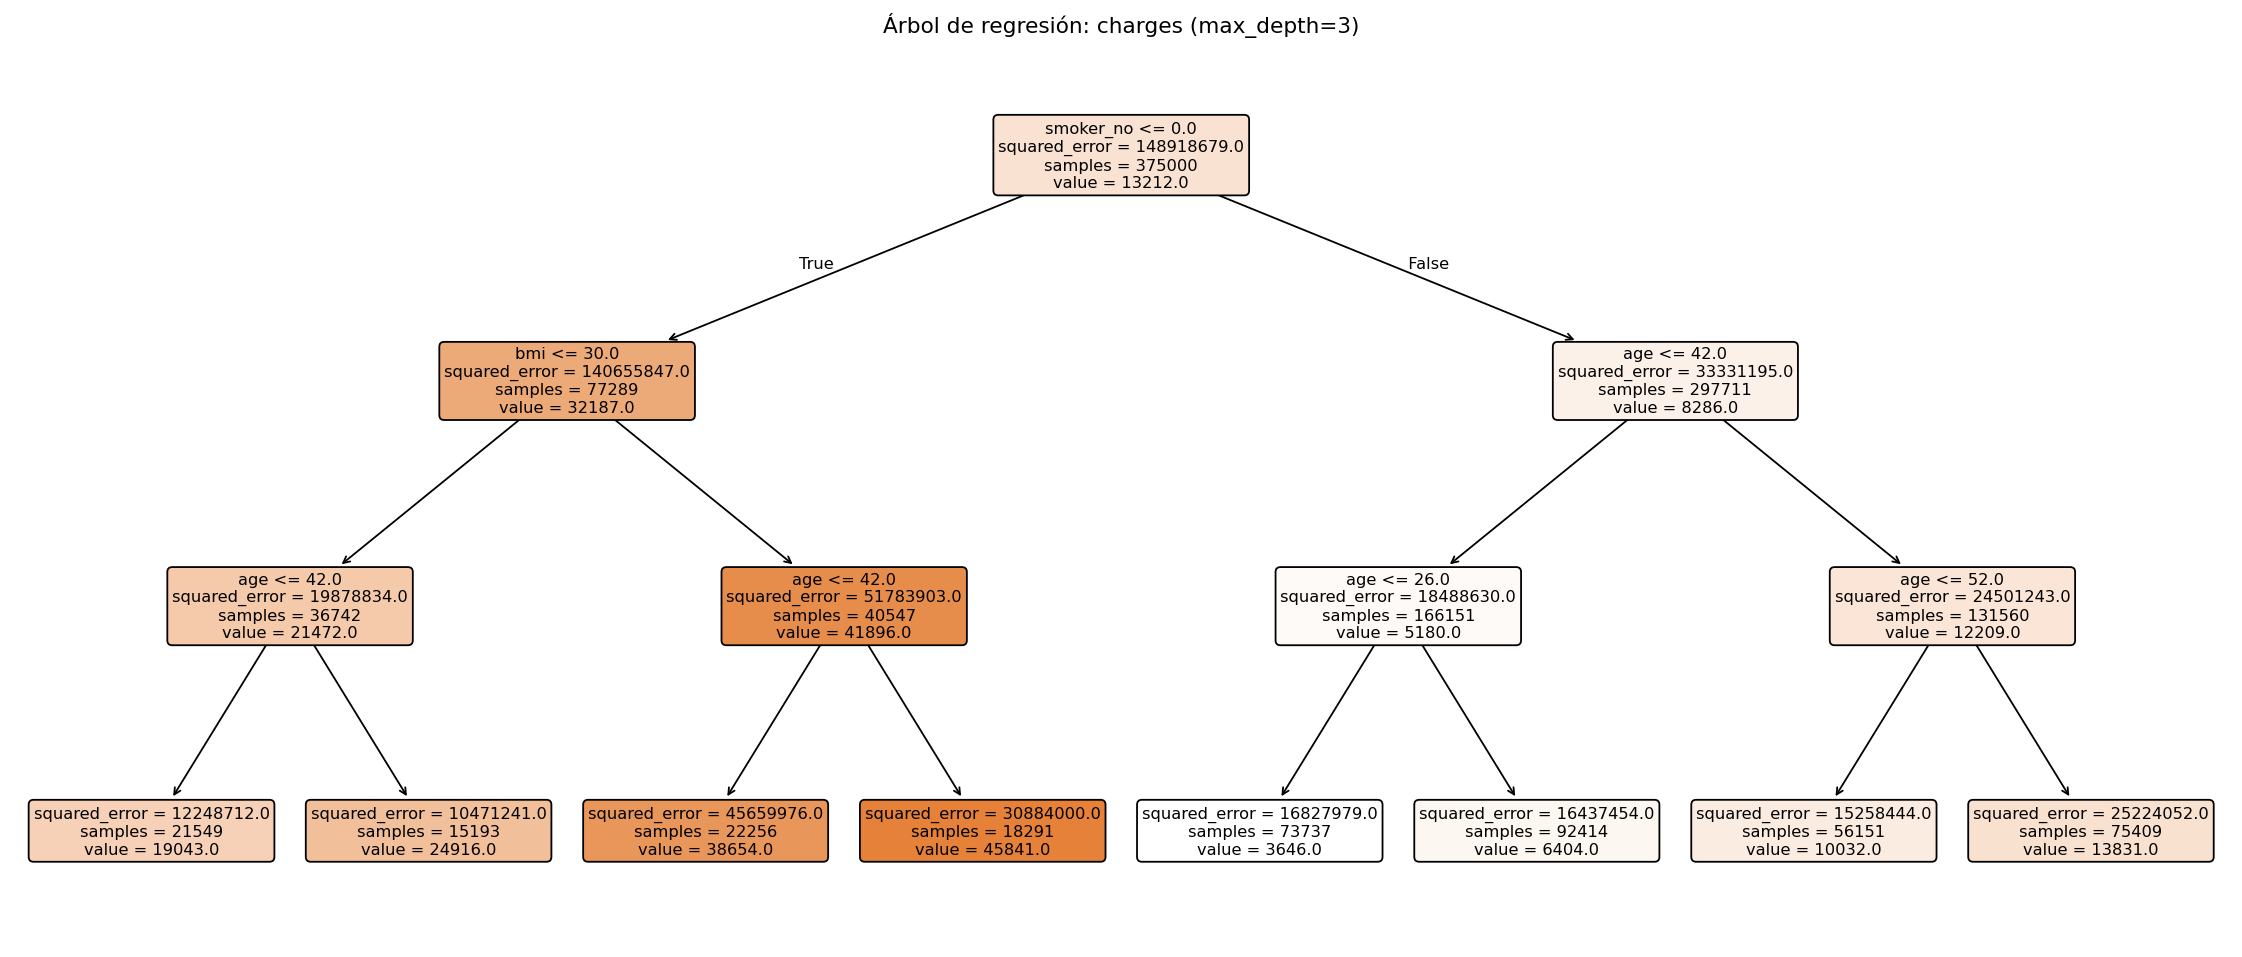 Árbol de regresión: charges (max_depth=3)
smoker_no <= 0.0
squared_error = 148918679.0
samples = 375000
value = 13212.0
True
False
bmi <= 30.0
squared_error = 140655847.0
samples = 77289
value = 32187.0
age <= 42.0
squared_error = 33331195.0
samples = 297711
value = 8286.0
age <= 42.0
squared_error = 19878834.0
samples = 36742
value = 21472.0
age <= 42.0
squared_error = 51783903.0
samples = 40547
value = 41896.0
age <= 26.0
squared_error = 18488630.0
samples = 166151
value = 5180.0
age <= 52.0
squared_error = 24501243.0
samples = 131560
value = 12209.0
squared_error = 12248712.0
samples = 21549
value = 19043.0
squared_error = 10471241.0
samples = 15193
value = 24916.0
squared_error = 45659976.0
samples = 22256
value = 38654.0
squared_error = 30884000.0
samples = 18291
value = 45841.0
squared_error = 16827979.0
samples = 73737
value = 3646.0
squared_error = 16437454.0
samples = 92414
value = 6404.0
squared_error = 15258444.0
samples = 56151
value = 10032.0
squared_error = 25224052.0
samples = 75409
value = 13831.0